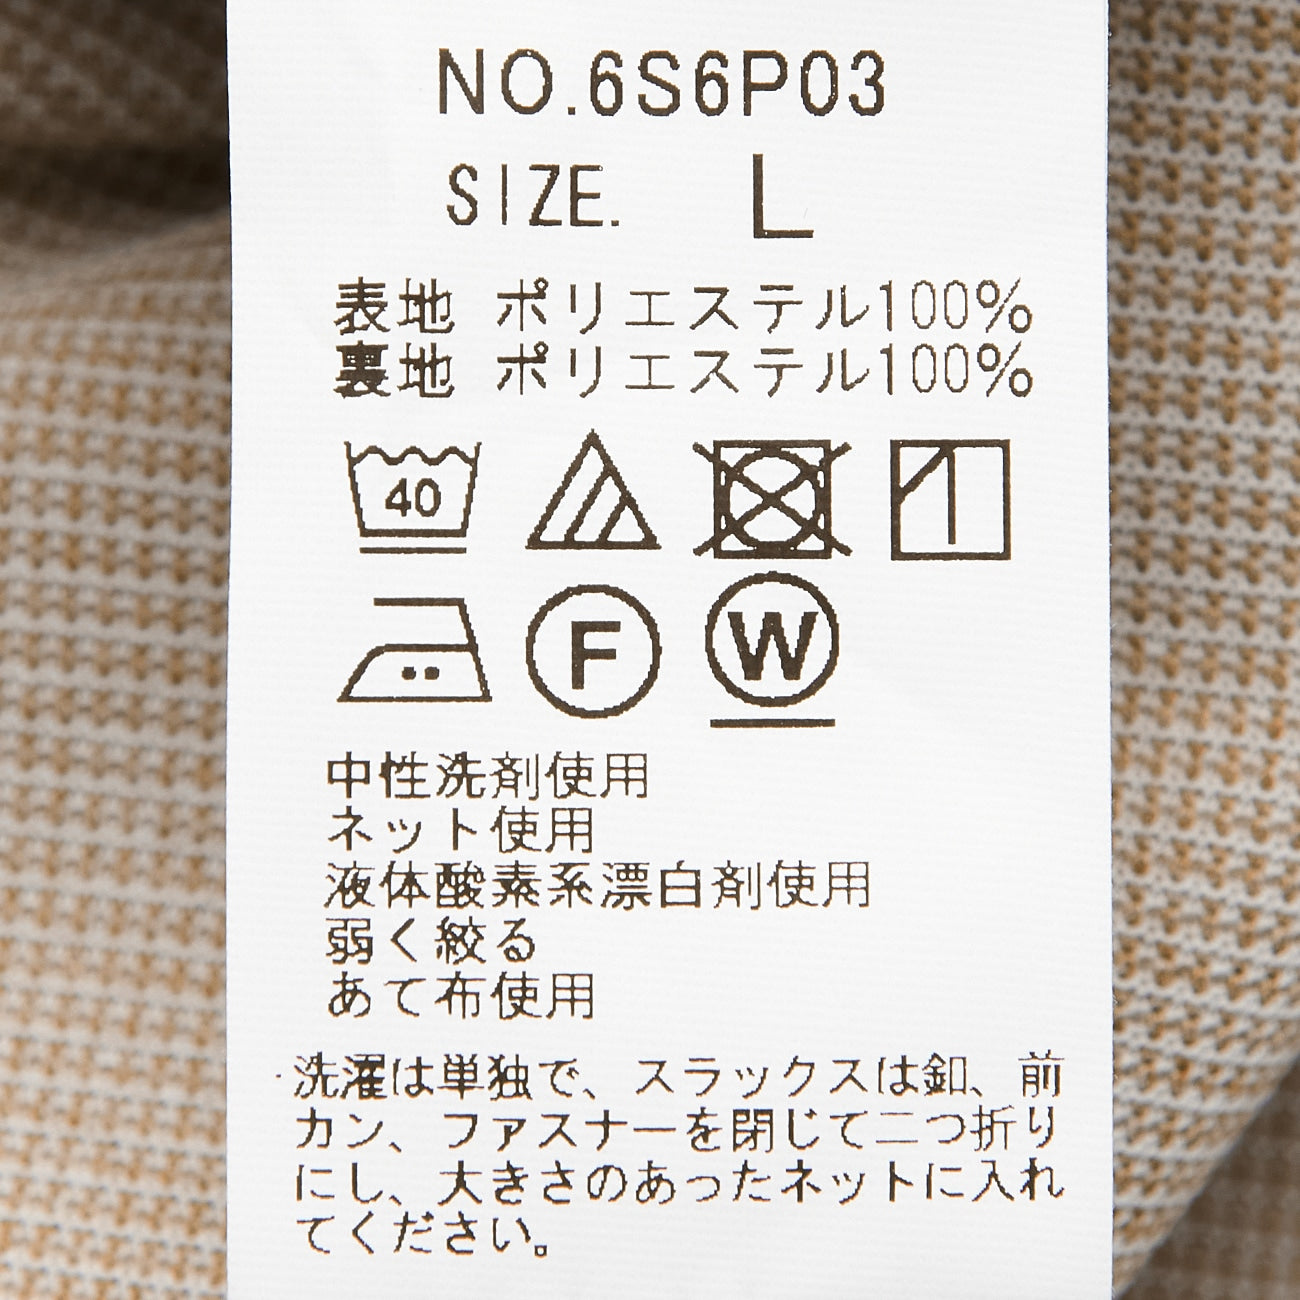 NO.6S6P03
SIZE. L
表地 ポリエステル100%
裏地 ポリエステル100%
40
F W
中性洗剤使用
ネット使用
液体酸素系漂白剤使用
弱く絞る
あて布使用
・洗濯は単独で、スラックスは釦、前
カン、ファスナーを閉じて二つ折り
にし、大きさのあったネットに入れ
てください。